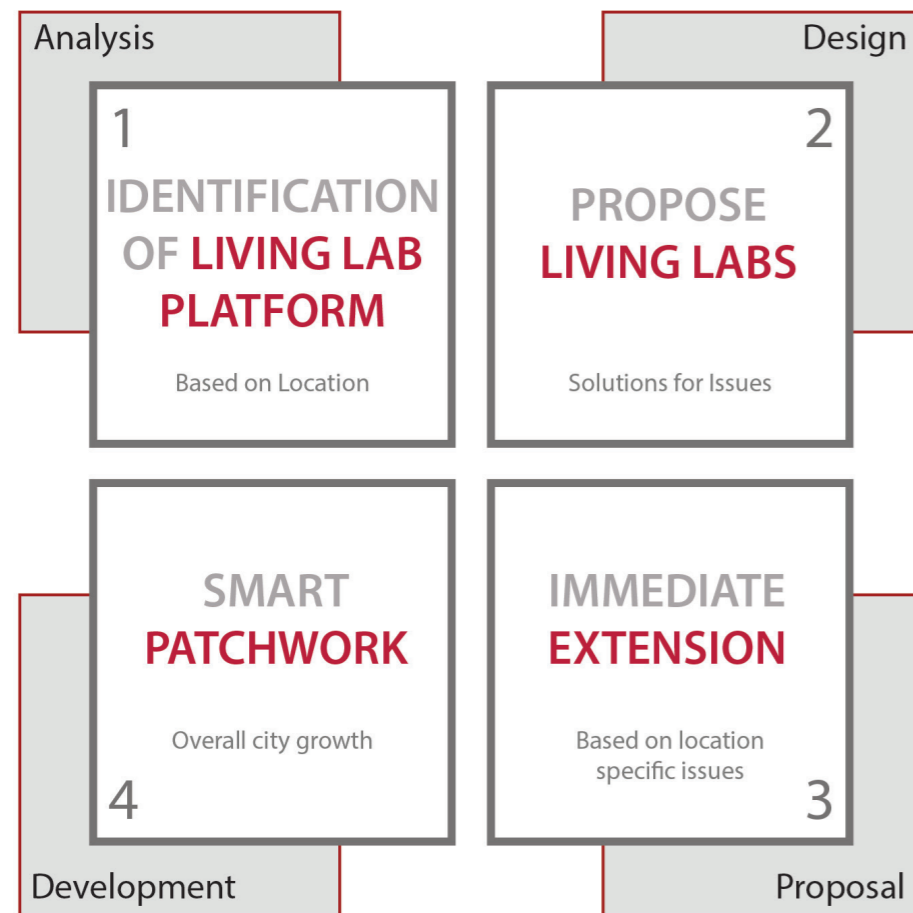 Analysis
1
IDENTIFICATION
OF LIVING LAB
PLATFORM
Based on Location
Design
2
PROPOSE
LIVING LABS
Solutions for Issues
IMMEDIATE
EXTENSION
Based on location
specific issues
3
Proposal
SMART
PATCHWORK
Overall city growth
4
Development